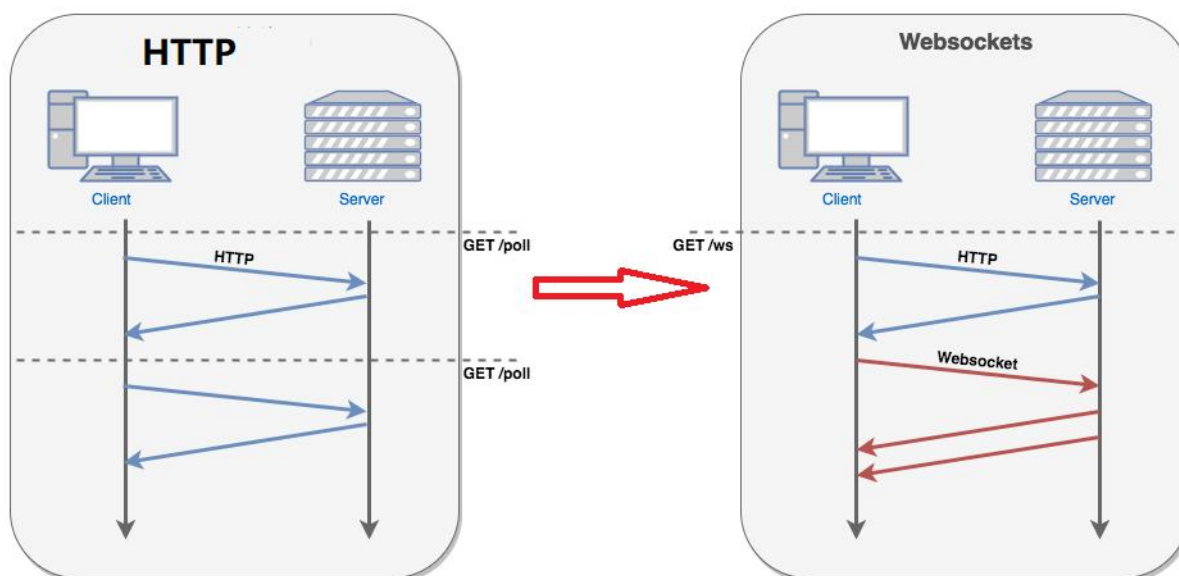 HTTP
Client
Server
GET /poll
HTTP
GET /poll
Websockets
Client
Server
GET /ws
HTTP
Websocket